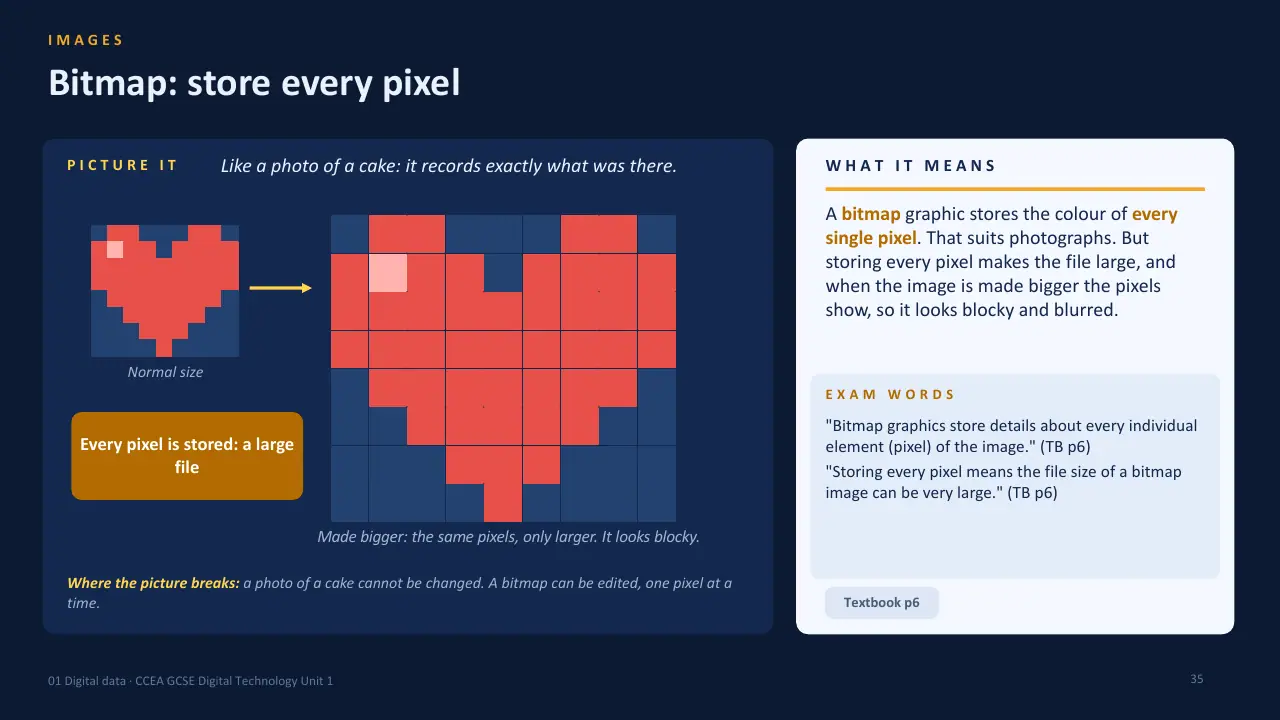 IMAGES
Bitmap: store every pixel
PICTURE IT
Like a photo of a cake: it records exactly what was there.
Normal size
Every pixel is stored: a large
file
Made bigger: the same pixels, only larger. It looks blocky.
Where the picture breaks: a photo of a cake cannot be changed. A bitmap can be edited, one pixel at a
time.
WHAT IT MEANS
A bitmap graphic stores the colour of every
single pixel. That suits photographs. But
storing every pixel makes the file large, and
when the image is made bigger the pixels
show, so it looks blocky and blurred.
EXAM WORDS
"Bitmap graphics store details about every individual
element (pixel) of the image." (TB p6)
"Storing every pixel means the file size of a bitmap
image can be very large." (TB p6)
Textbook p6
01 Digital data · CCEA GCSE Digital Technology Unit 1
35